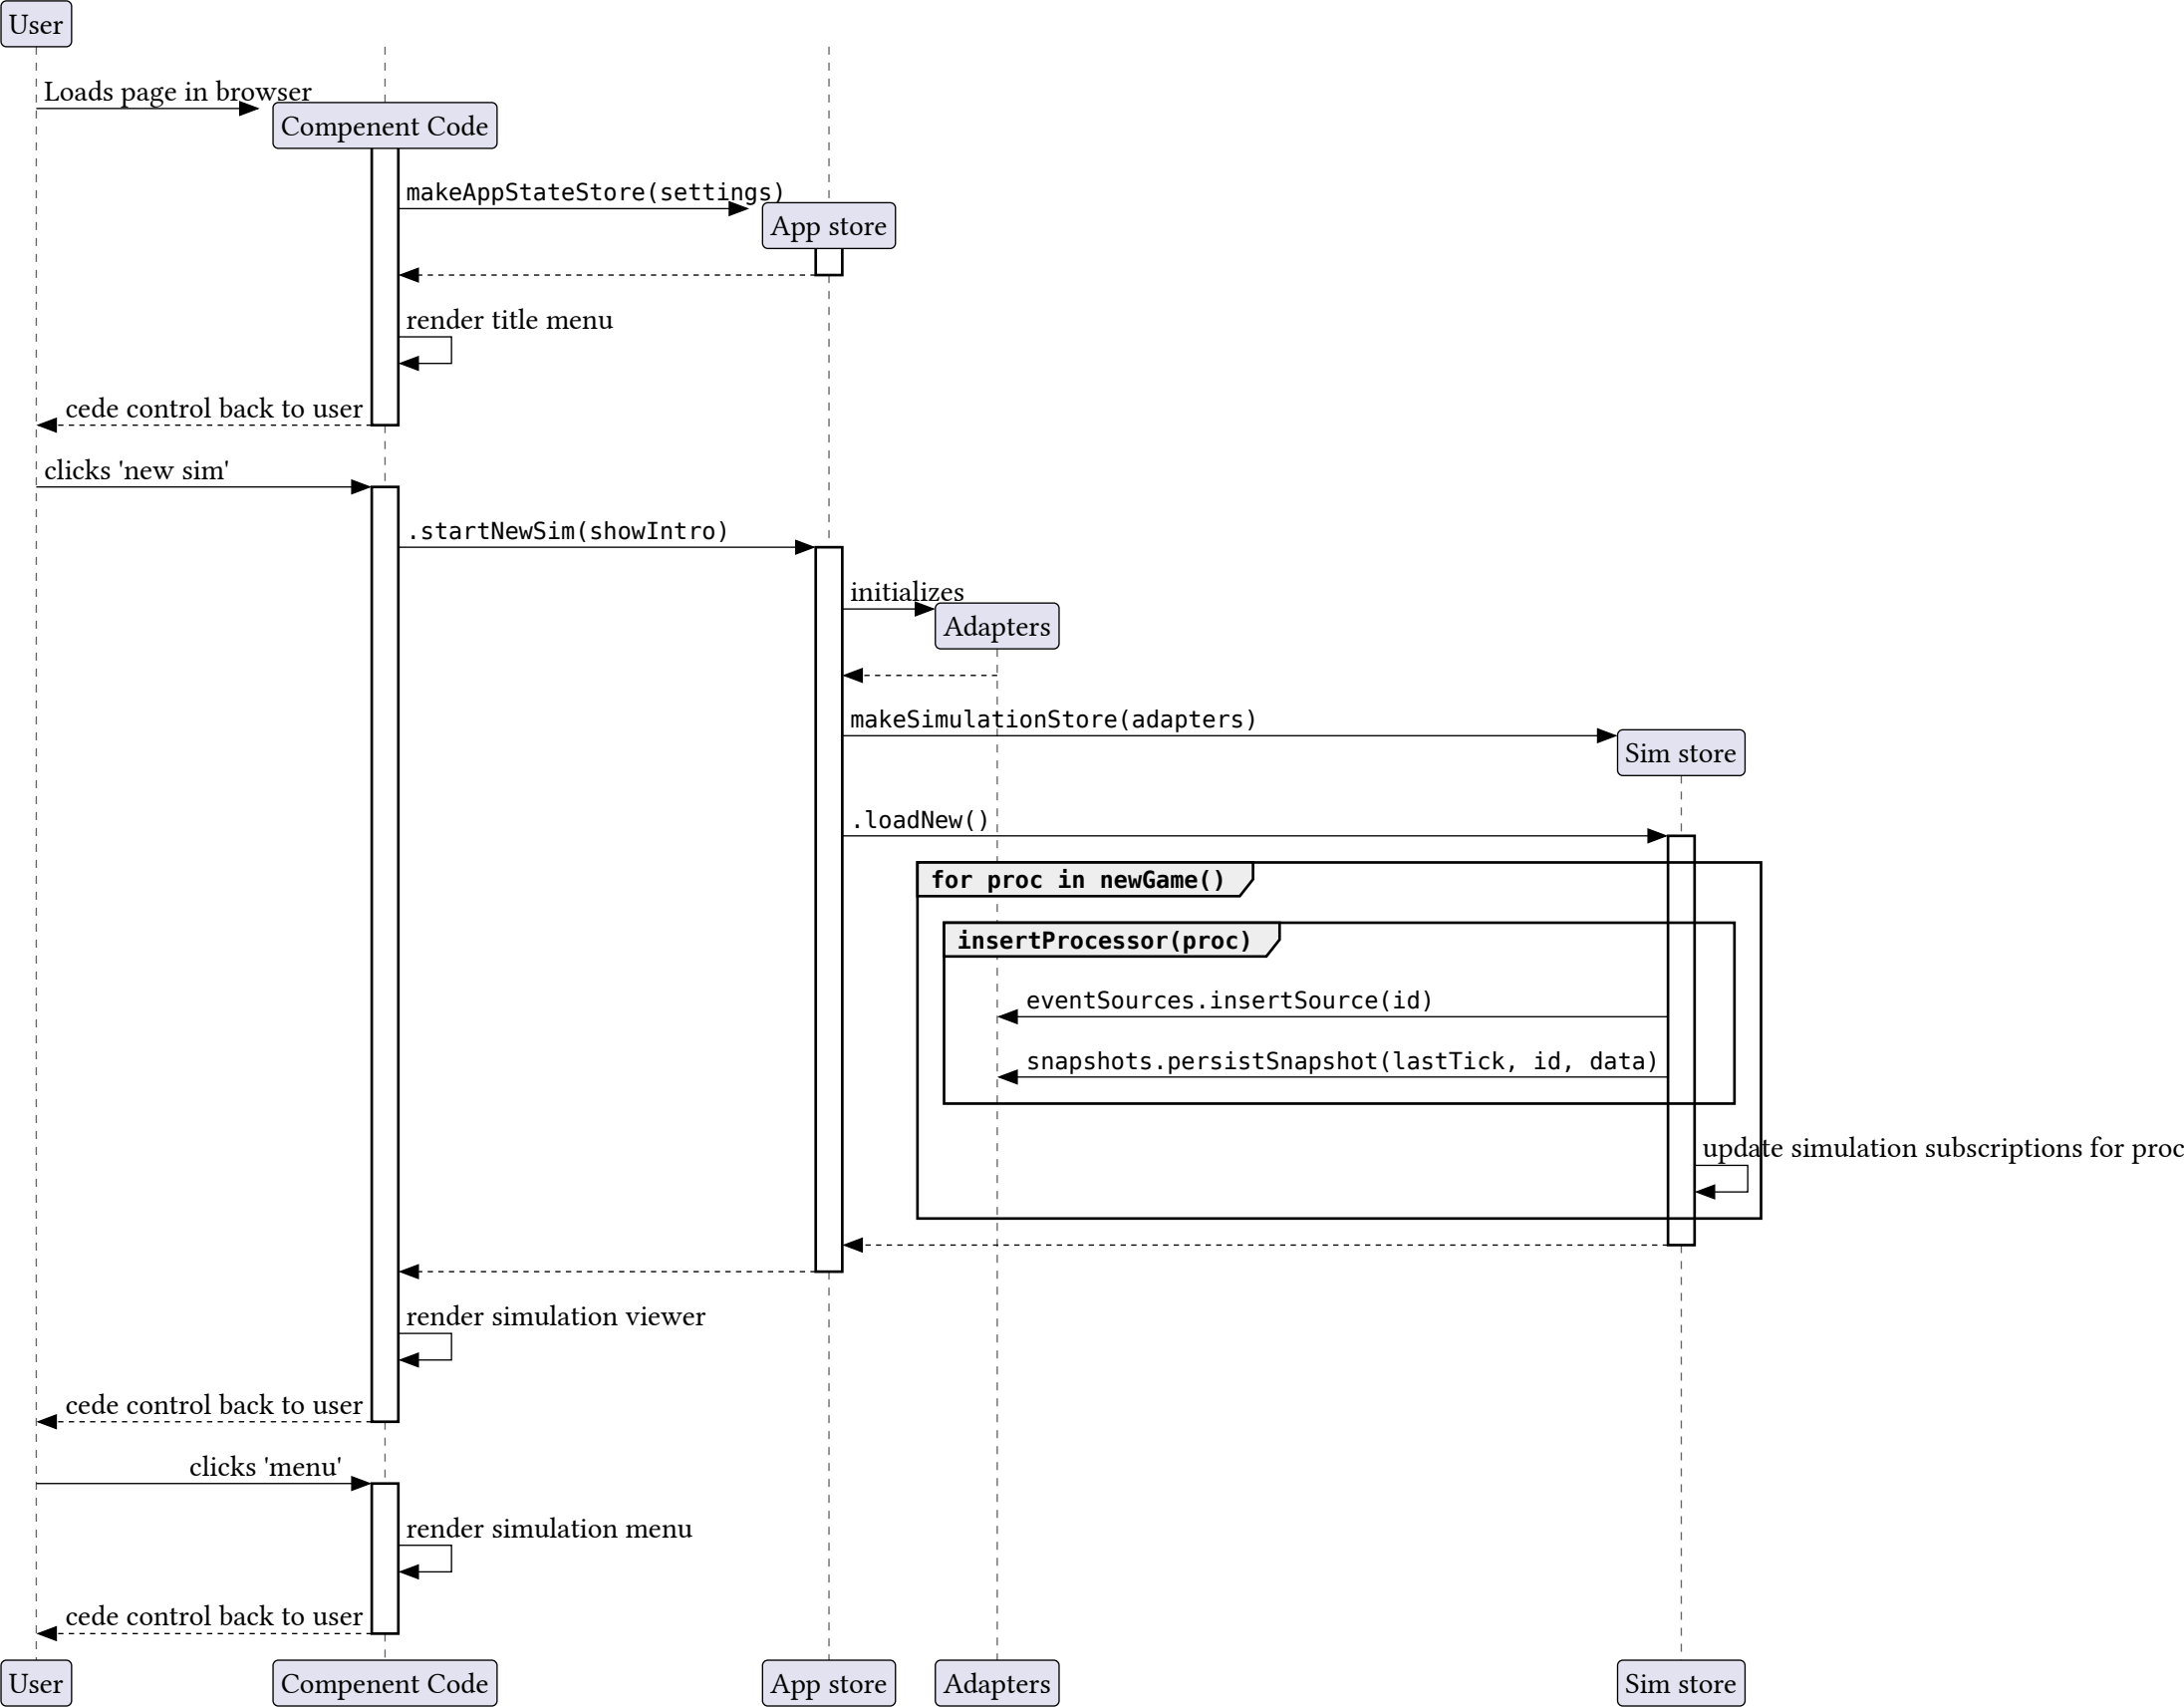 User
Loads page in browser
Compenent Code
makeAppStateStore(settings)
App store
render title menu
cede control back to user
clicks 'new sim'
.startNewSim(showIntro)
initializes
Adapters
makeSimulationStore(adapters)
Sim store
.loadNew()
for proc in newGame()
insertProcessor(proc)
eventSources.insertSource(id)
snapshots.persistSnapshot(lastTick, id, data)
update simulation subscriptions for proc
render simulation viewer
cede control back to user
clicks 'menu'
render simulation menu
cede control back to user
User
Compenent Code
App store
Adapters
Sim store